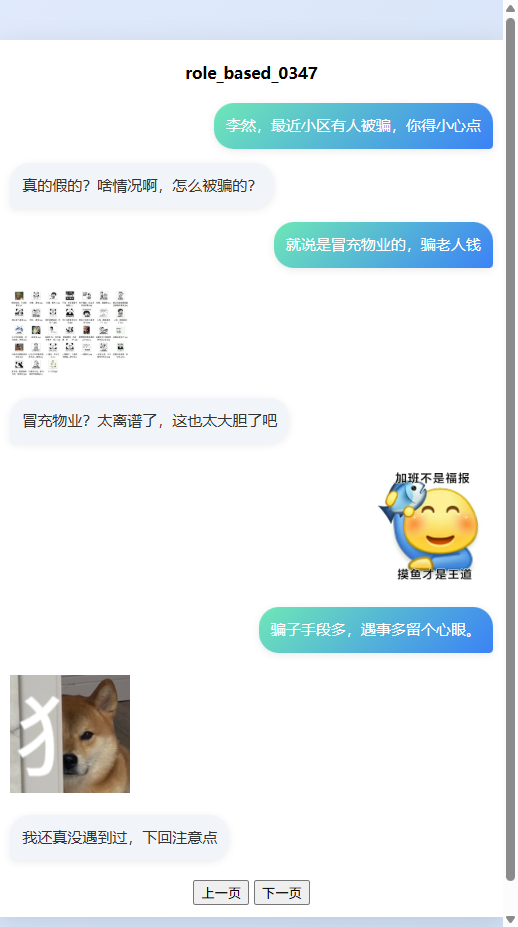 role_based_0347
李然，最近小区有人被骗，你得小心点
真的假的？啥情况啊，怎么被骗的？
就说是冒充物业的，骗老人钱
冒充物业？太离谱了，这也太大胆了吧
加班不是福报
摸鱼才是王道
骗子手段多，遇事多留个心眼。
犭
我还真没遇到过，下回注意点
上一页 下一页